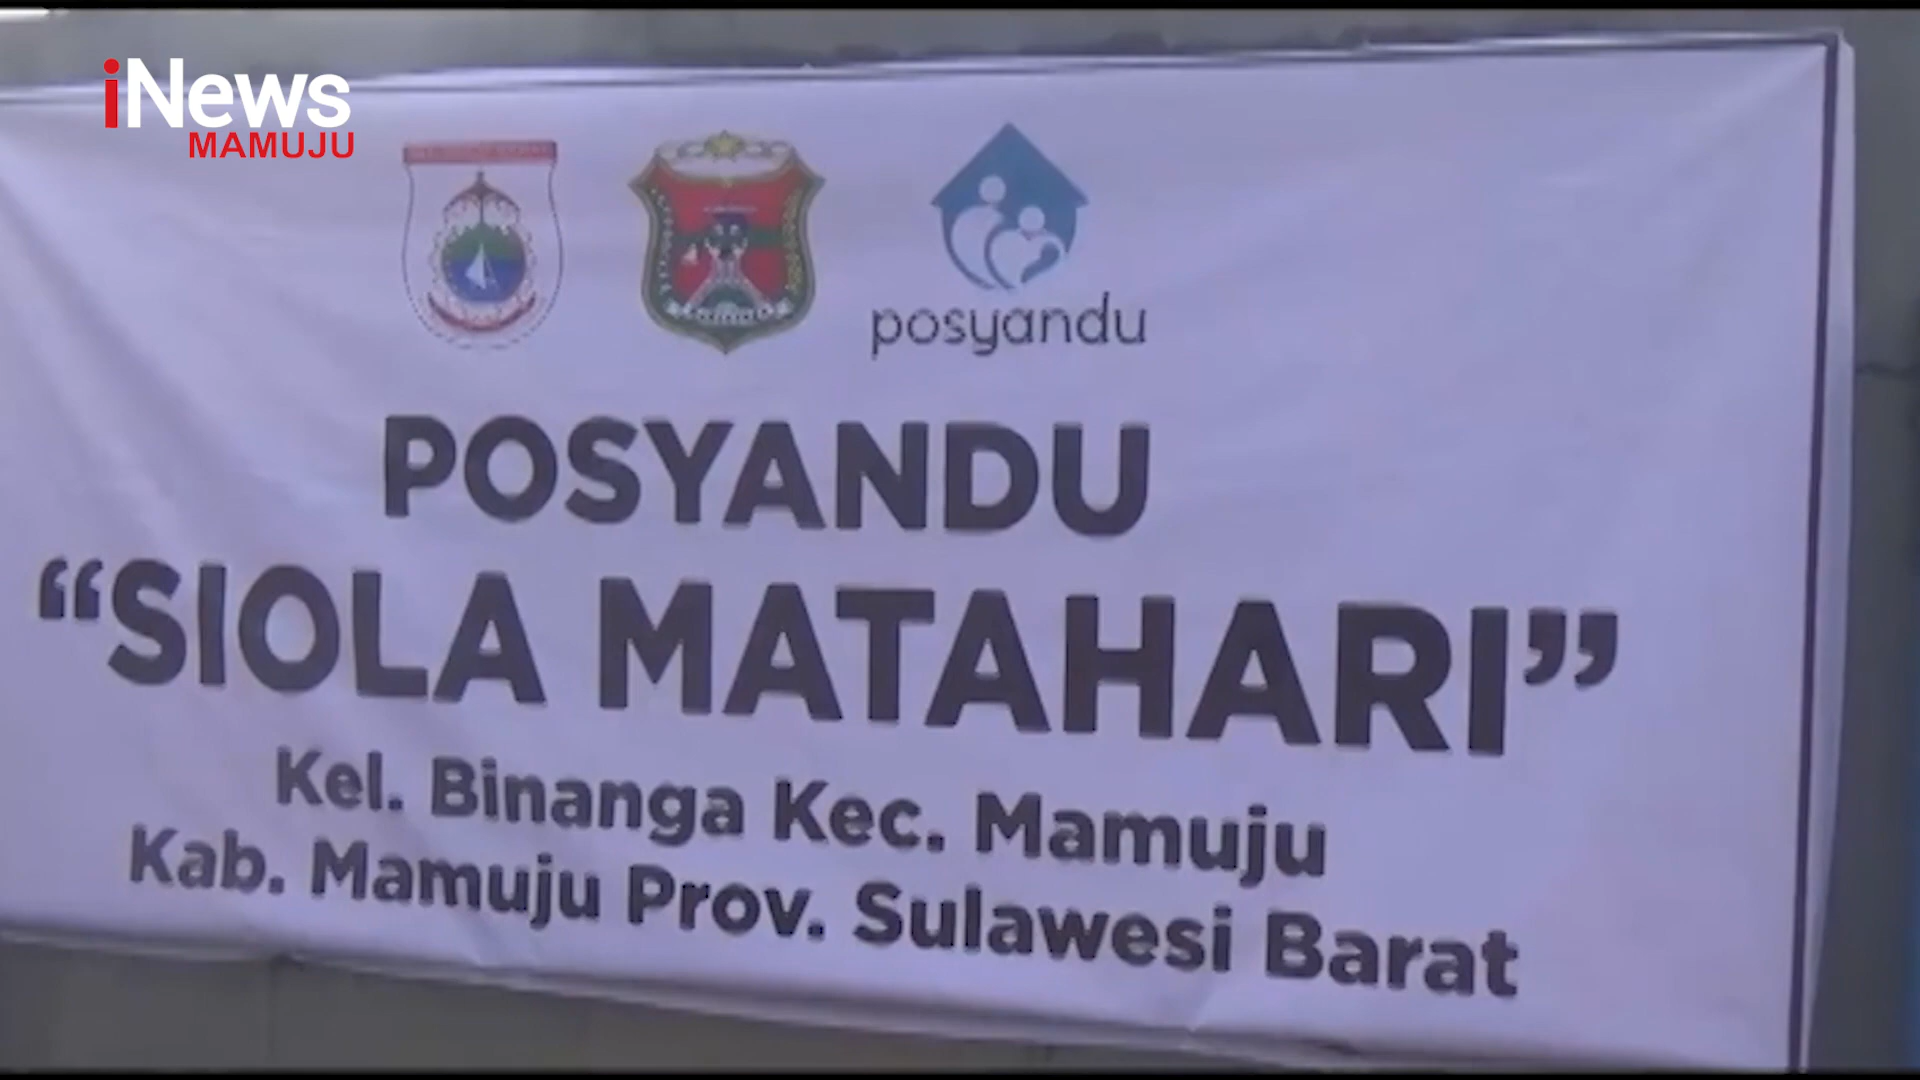 iNews
MAMUJU
posyandu
POSYANDU
“SIOLA MATAHARI”
Kel. Binanga Kec. Mamuju
Kab. Mamuju Prov. Sulawesi Barat